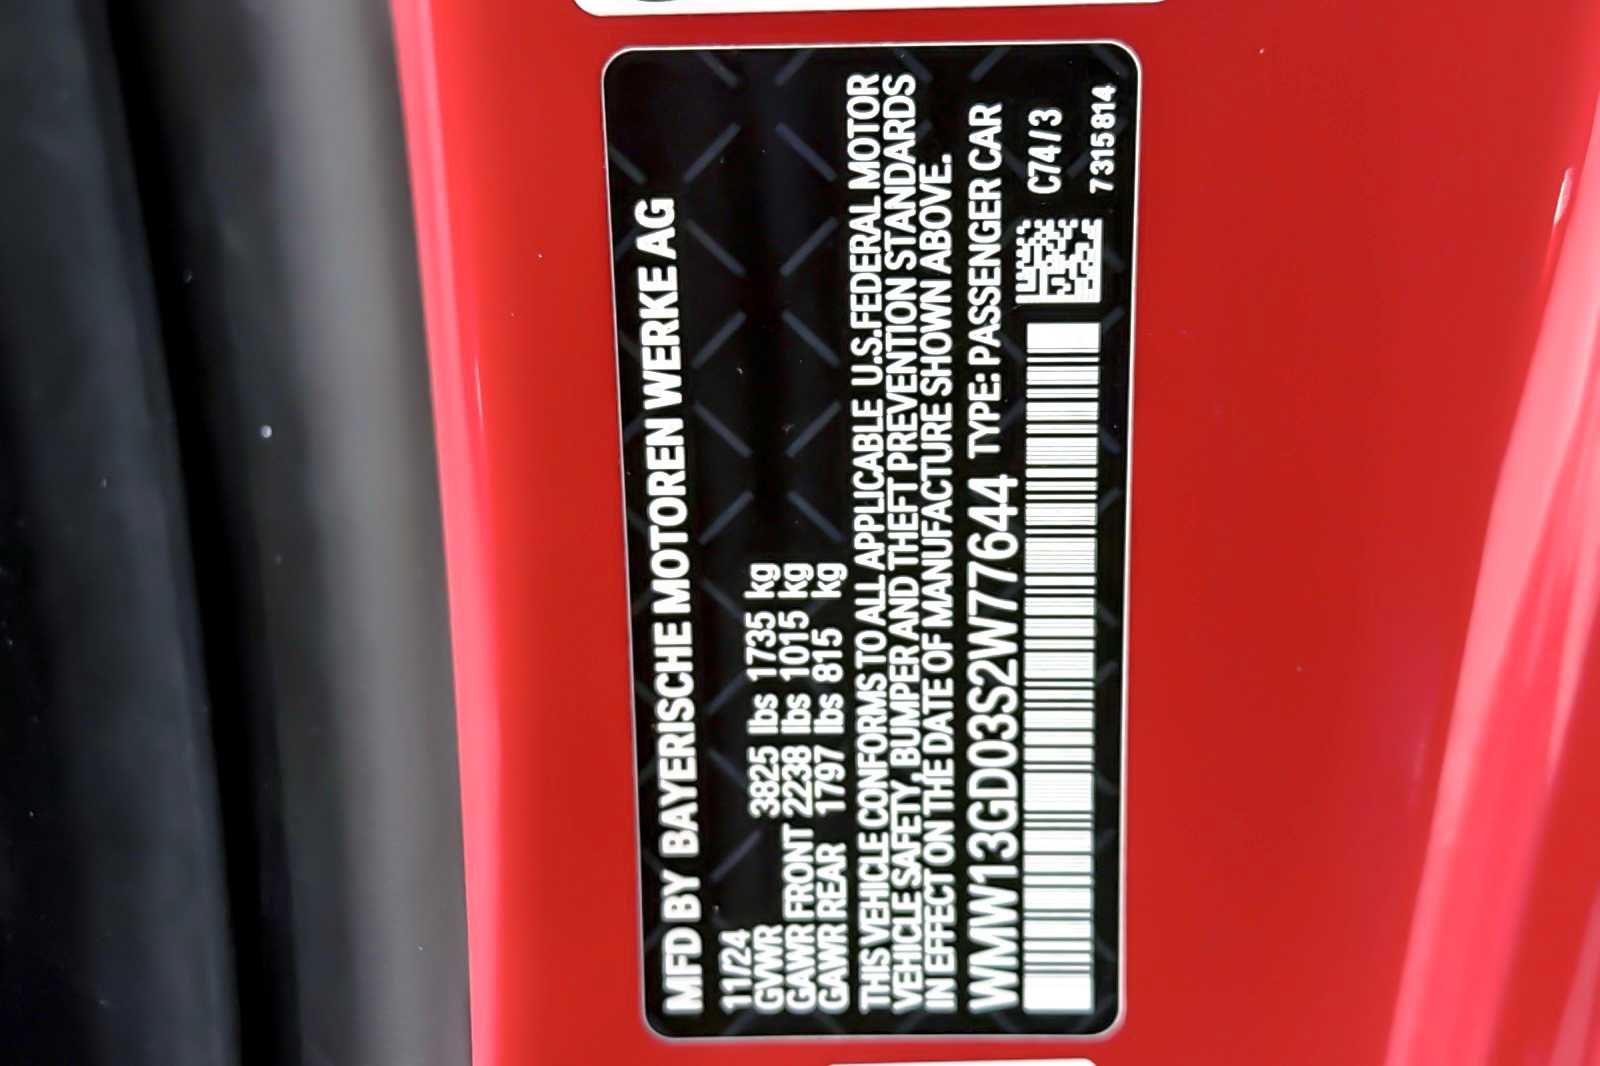 MFD BY BAYERISCHE MOTOREN WERKE AG
11/24
GVWR 3825 lbs 1735 kg
GAWR FRONT 2238 lbs 1015 kg
GAWR REAR 1797 lbs 815 kg
THIS VEHICLE CONFORMS TO ALL APPLICABLE U.S.FEDERAL MOTOR
VEHICLE SAFETY, BUMPER AND THEFT PREVENTION STANDARDS
IN EFFECT ON THE DATE OF MANUFACTURE SHOWN ABOVE.
WMW13GD03S2W77644 TYPE: PASSENGER CAR
C74/3
7315814